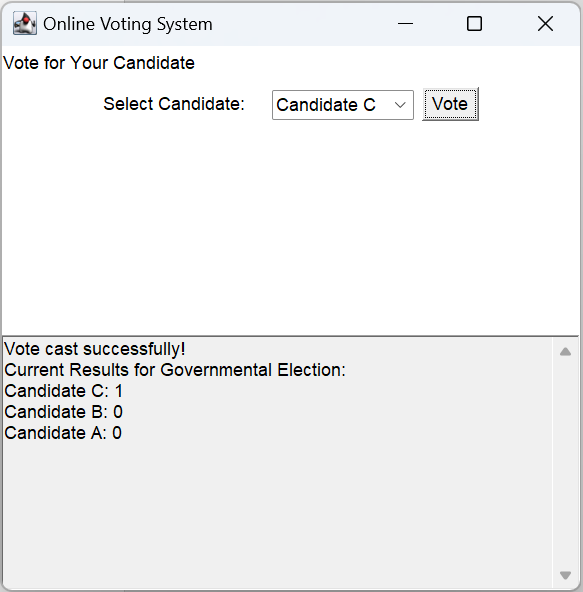 Online Voting System
Vote for Your Candidate
Select Candidate: Candidate C Vote
Vote cast successfully!
Current Results for Governmental Election:
Candidate C: 1
Candidate B: 0
Candidate A: 0